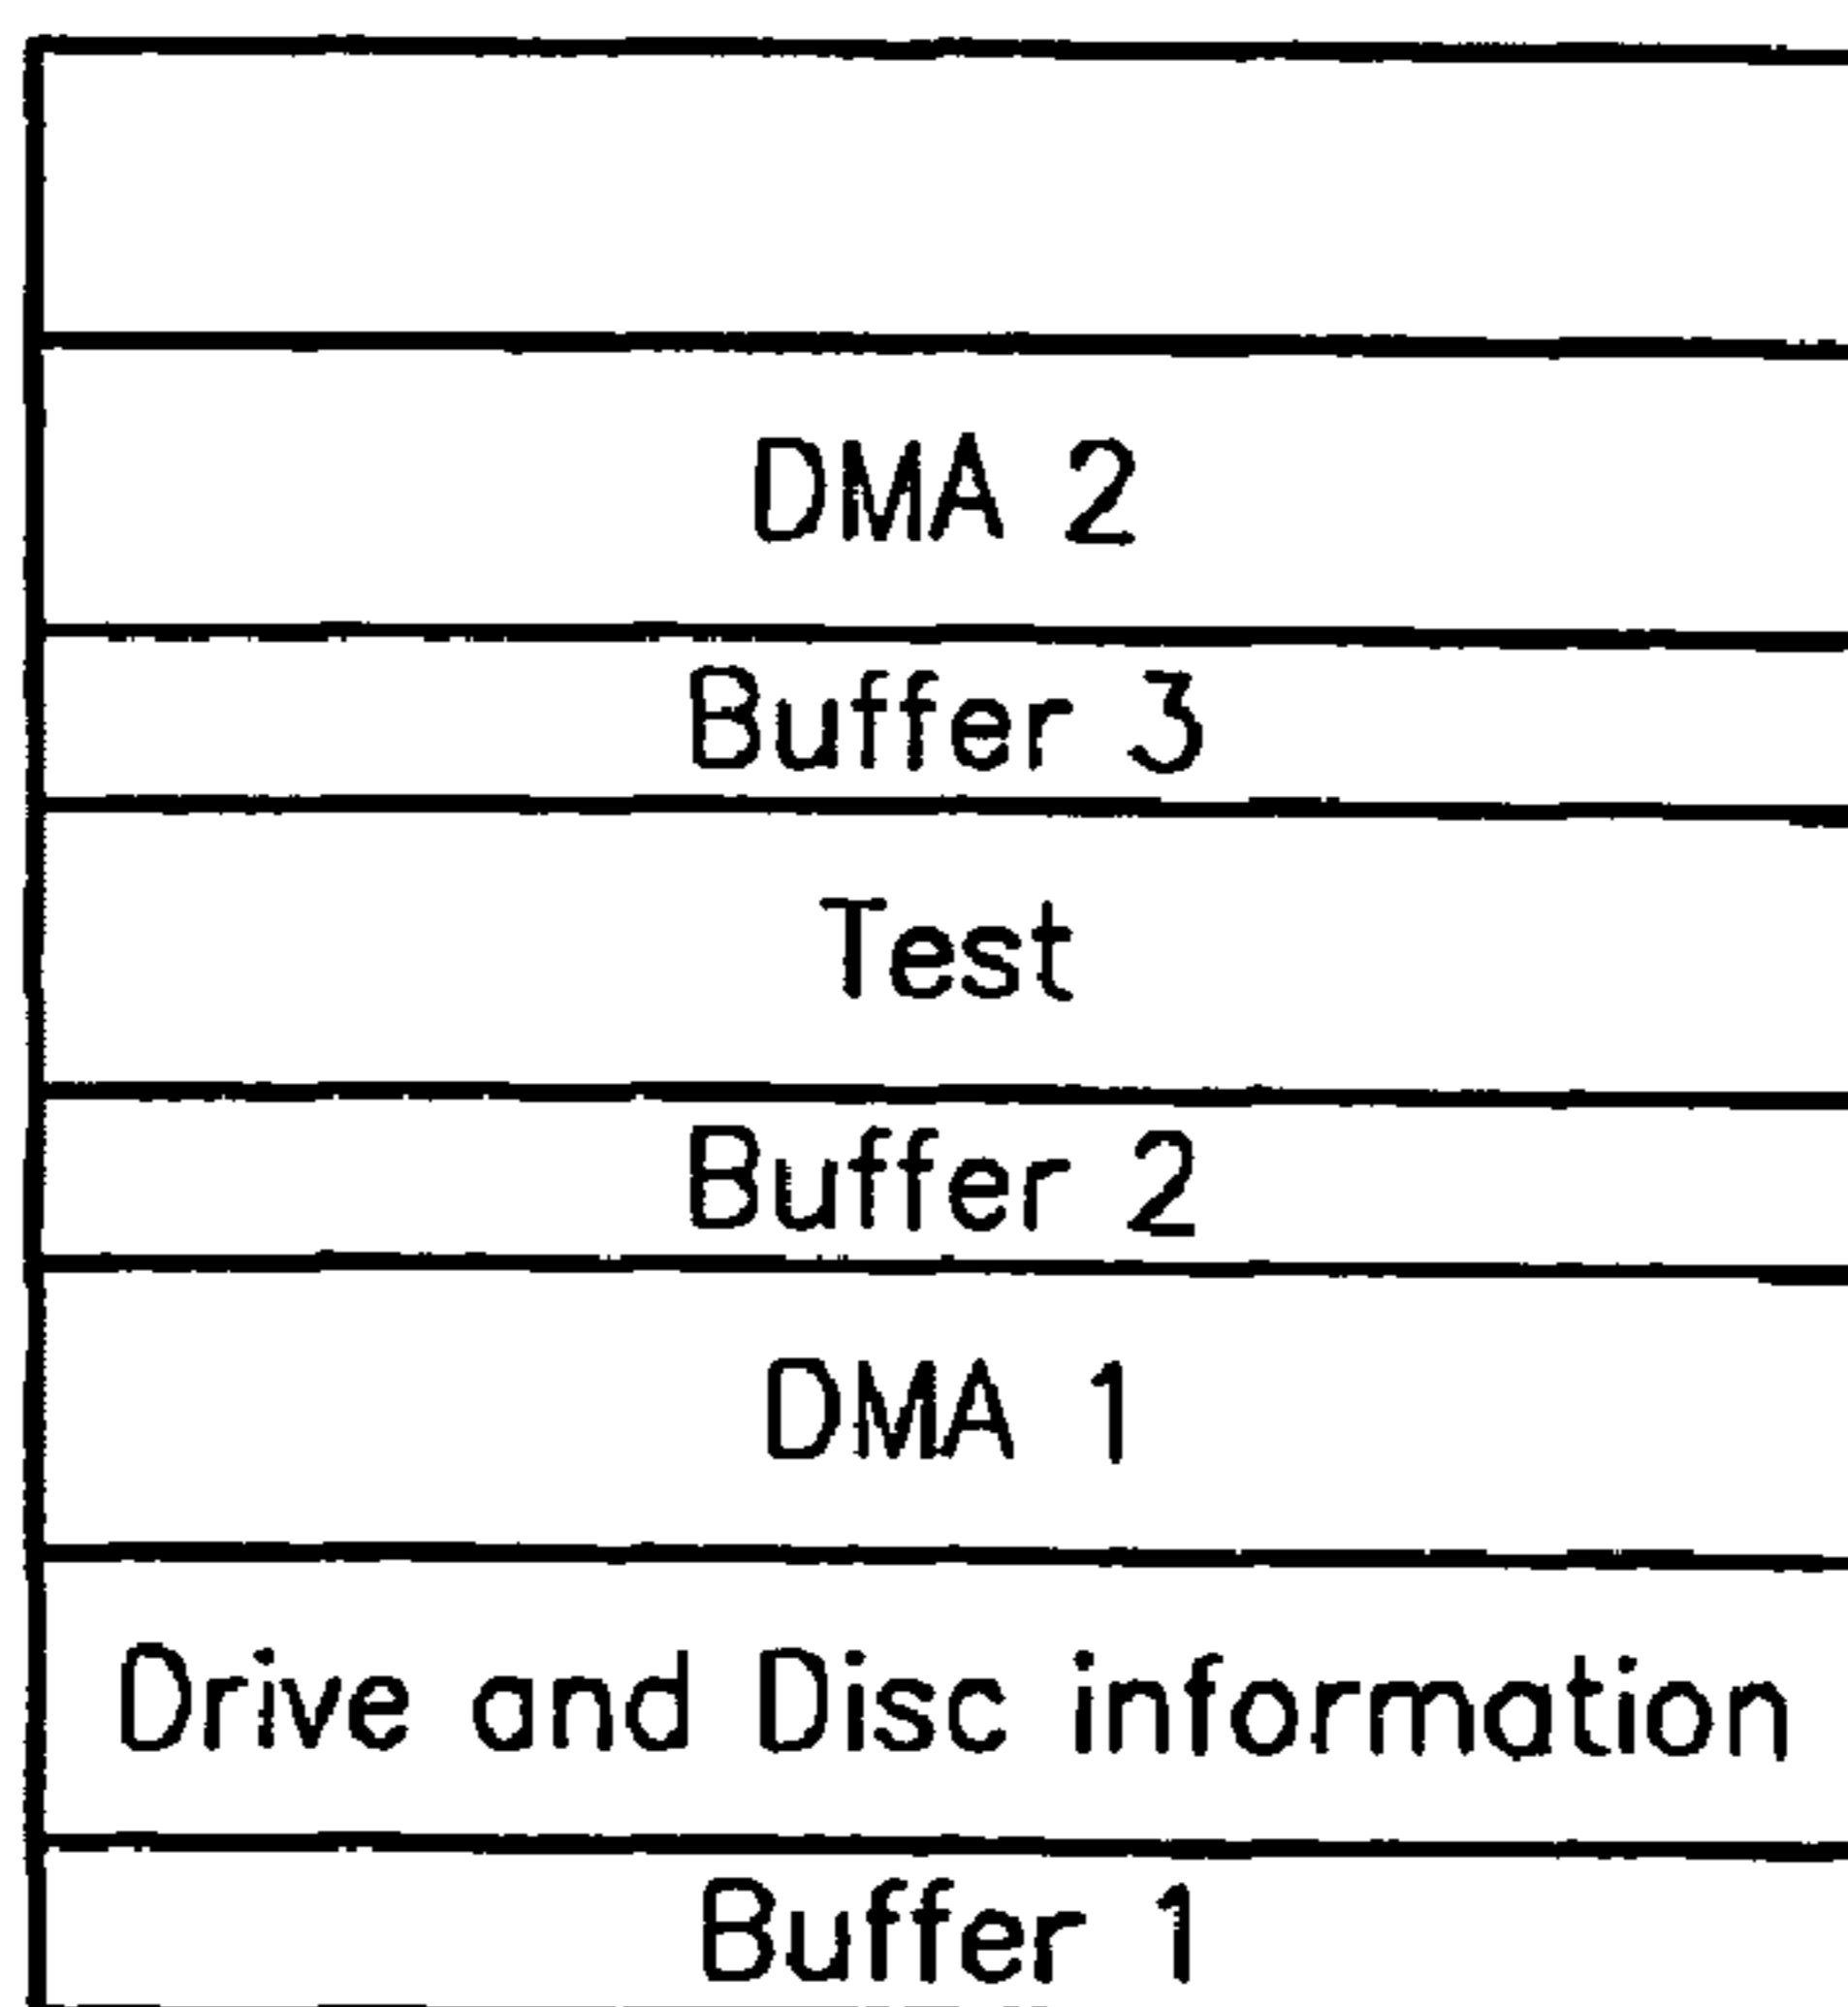 DMA 2
Buffer 3
Test
Buffer 2
DMA 1
Drive and Disc information
Buffer 1